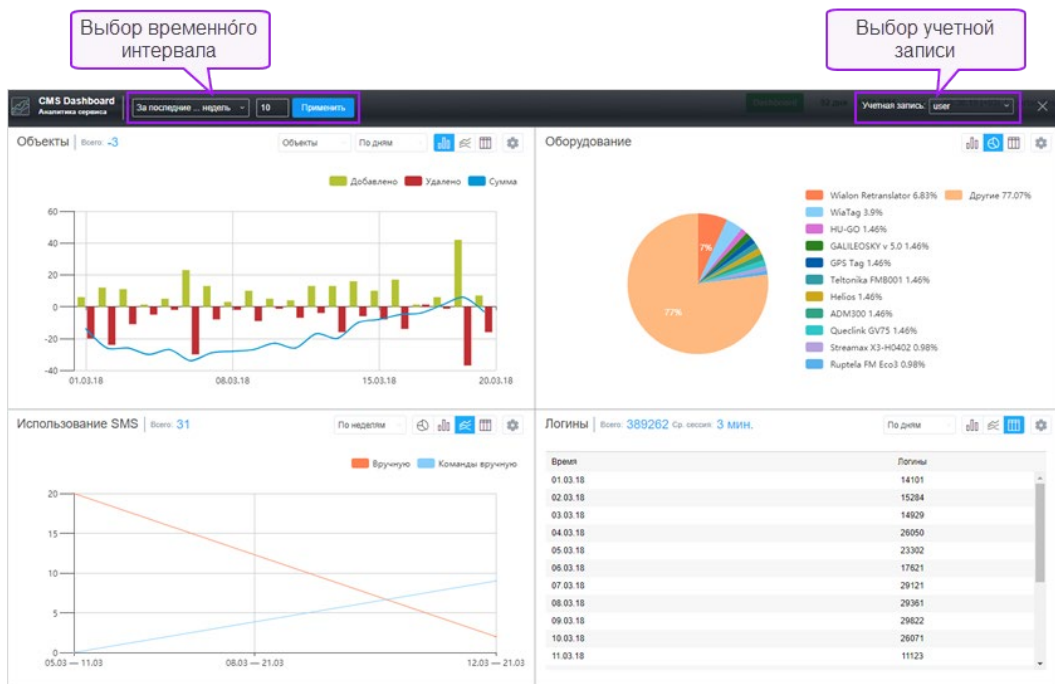 Выбор временнóго
интервала
Выбор учетной
записи
CMS Dashboard
Аналитика сервиса
За последние ... недель
10
Применить
Учетная запись: user
Объекты Всего: -3
Объекты
По дням
Добавлено Удалено Сумма
60
40
20
0
-20
-40
01.03.18 08.03.18 15.03.18 20.03.18
Оборудование
Wialon Retranslator 6.83% Другие 77.07%
WiaTag 3.9%
HU-GO 1.46%
GALILEOSKY v 5.0 1.46%
GPS Tag 1.46%
Teltonika FMB001 1.46%
Helios 1.46%
ADM300 1.46%
Queclink GV75 1.46%
Streamax X3-H0402 0.98%
Ruptela FM Eco3 0.98%
7%
77%
Использование SMS Всего: 31
По неделям
Вручную Команды вручную
20
15
10
5
0
05.03 — 11.03 08.03 — 21.03 12.03 — 21.03
Логины Всего: 389262 Ср. сессия: 3 мин.
По дням
Время Логины
01.03.18 14101
02.03.18 15284
03.03.18 14929
04.03.18 26050
05.03.18 23302
06.03.18 17621
07.03.18 29121
08.03.18 29361
09.03.18 29822
10.03.18 26071
11.03.18 11123